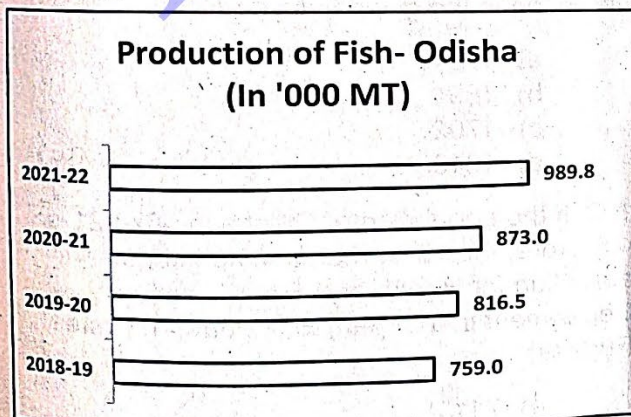 Production of Fish- Odisha
(In '000 MT)
2021-22 989.8
2020-21 873.0
2019-20 816.5
2018-19 759.0